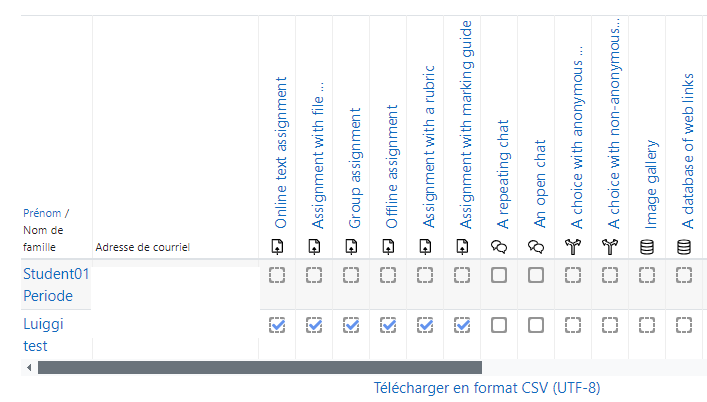 Online text assignment
Assignment with file ...
Group assignment
Offline assignment
Assignment with a rubric
Assignment with marking guide
A repeating chat
An open chat
A choice with anonymous ...
A choice with non-anonymous...
Image gallery
A database of web links
Prénom /
Nom de
famille
Adresse de courriel
Student01
Periode
Luiggi
test
Télécharger en format CSV (UTF-8)